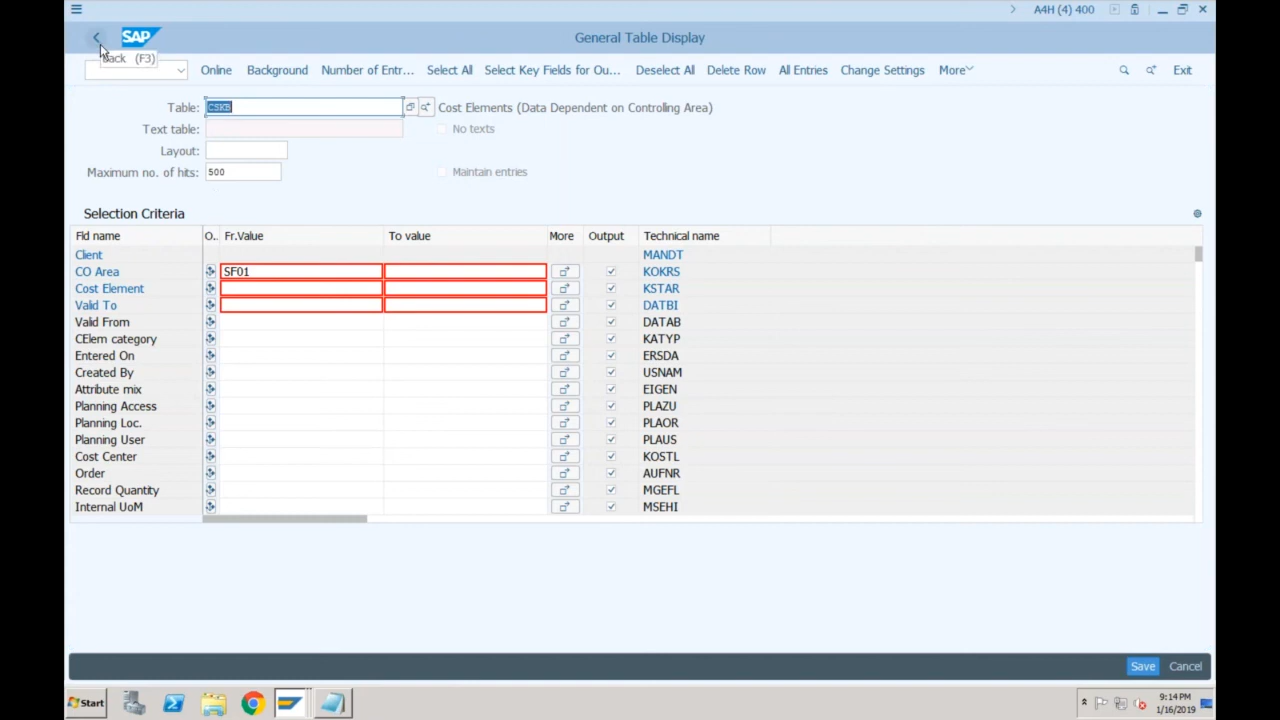 A4H (4) 400
SAP
General Table Display
Back (F3)
Online Background Number of Entr... Select All Select Key Fields for Ou... Deselect All Delete Row All Entries Change Settings More Exit
Table: CSKB Cost Elements (Data Dependent on Controling Area)
Text table: No texts
Layout:
Maximum no. of hits: 500 Maintain entries
Selection Criteria
Fld name O.. Fr.Value To value More Output Technical name
Client MANDT
CO Area SF01 KOKRS
Cost Element KSTAR
Valid To DATBI
Valid From DATAB
CElem category KATYP
Entered On ERSDA
Created By USNAM
Attribute mix EIGEN
Planning Access PLAZU
Planning Loc. PLAOR
Planning User PLAUS
Cost Center KOSTL
Order AUFNR
Record Quantity MGEFL
Internal UoM MSEHI
Save Cancel
Start
9:14 PM
1/16/2019